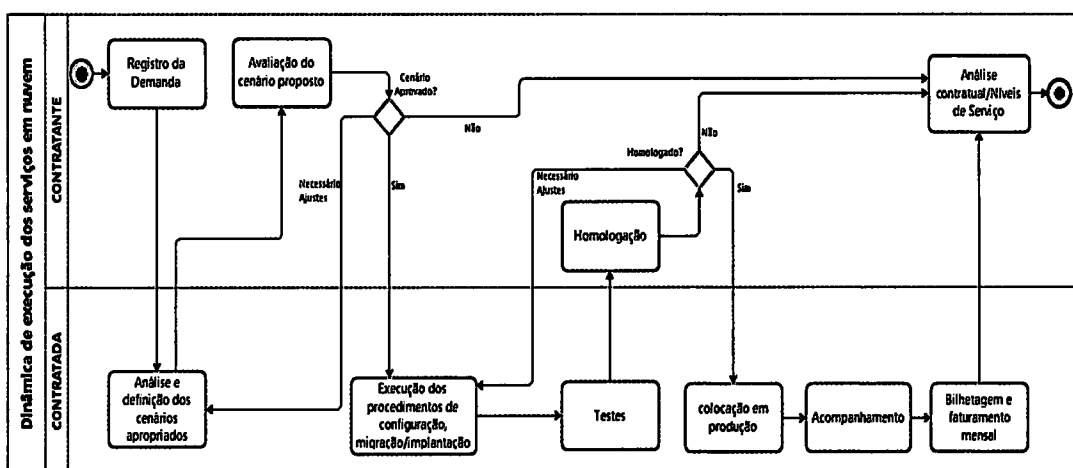 Dinâmica de execução dos serviços em nuvem
CONTRATANTE
Registro da
Demanda
Avaliação do
cenário proposto
Cenário
Aprovado?
Não
Necessário
Ajustes
Sim
Homologado?
Não
Necessário
Ajustes
Sim
Homologação
Análise
contratual/Níveis
de Serviço
CONTRATADA
Análise e
definição dos
cenários
apropriados
Execução dos
procedimentos de
configuração,
migração/implantação
Testes
colocação em
produção
Acompanhamento
Bilhetagem e
faturamento
mensal